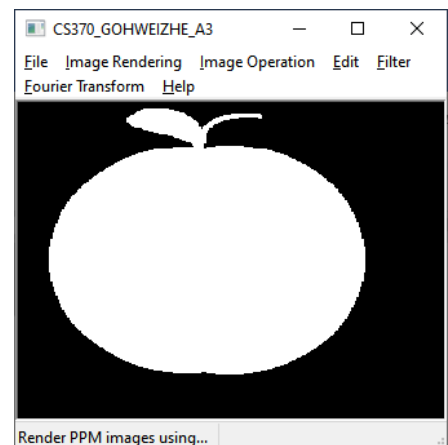 CS370_GOHWEIZHE_A3
File Image Rendering Image Operation Edit Filter
Fourier Transform Help
Render PPM images using...